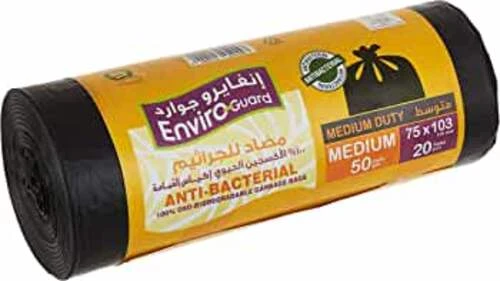 إنفايرو جوارد
Enviro Guard
مضاد للجراثيم
ANTI-BACTERIAL
100% OXO-BIODEGRADABLE GARBAGE BAGS
ANTIBACTERIAL
متوسط
MEDIUM DUTY
MEDIUM
50
75 x 103
20